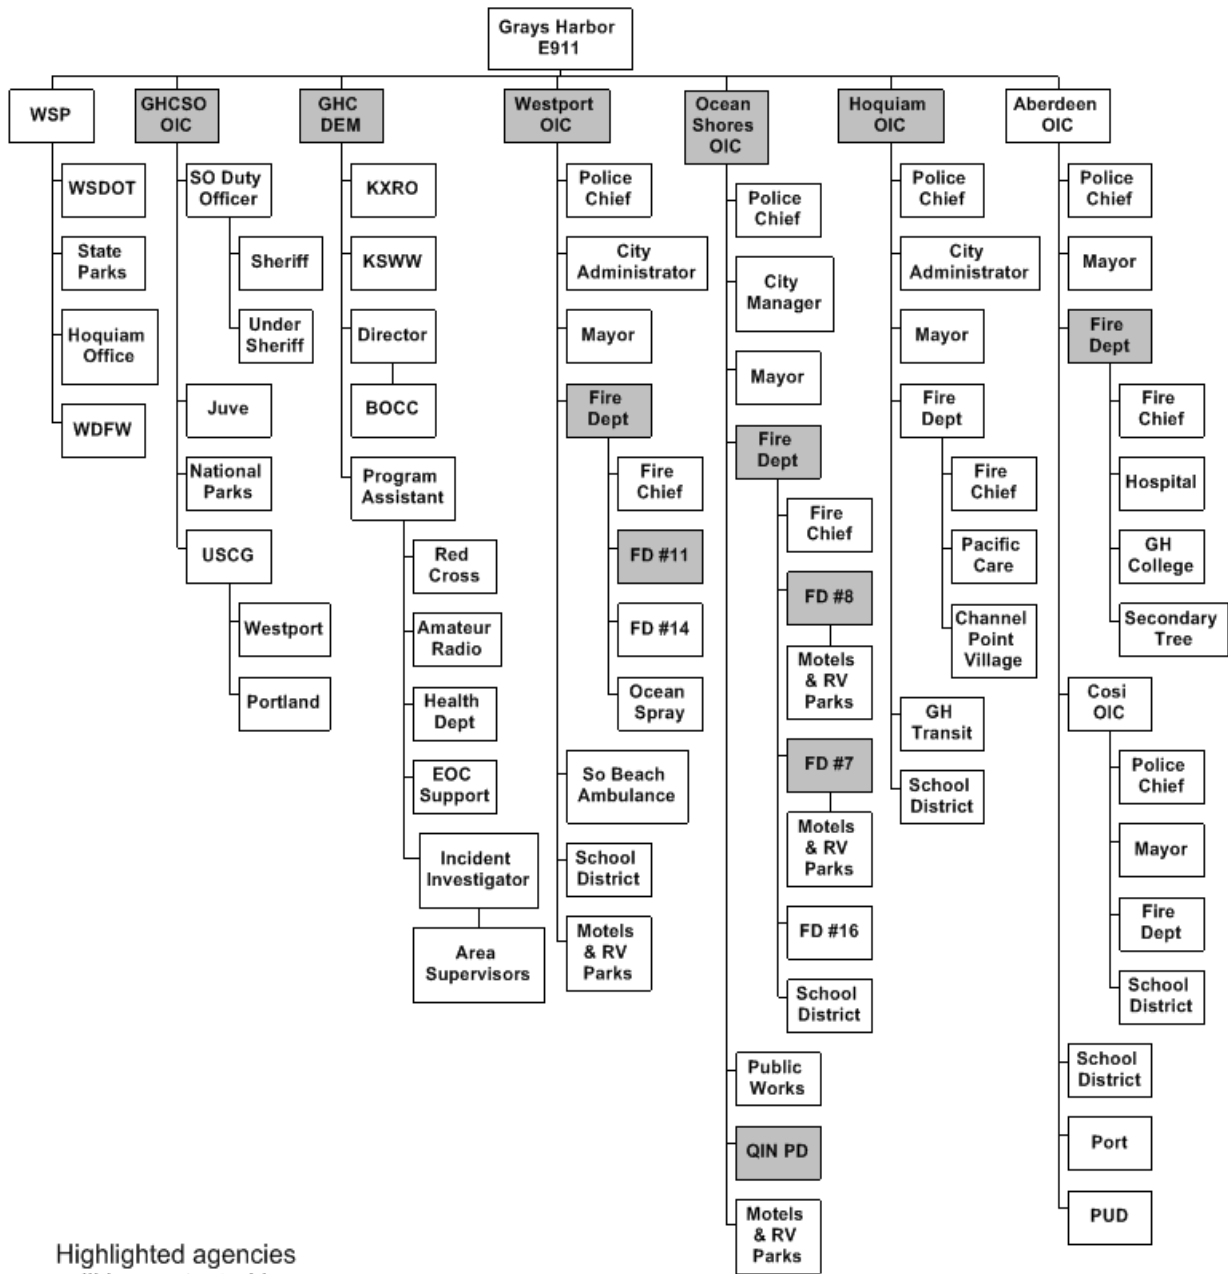 Grays Harbor
E911
WSP
WSDOT
State
Parks
Hoquiam
Office
WDFW
GHCSO
OIC
SO Duty
Officer
Sheriff
Under
Sheriff
Juve
National
Parks
USCG
Westport
Portland
GHC
DEM
KXRO
KSWW
Director
BOCC
Program
Assistant
Red
Cross
Amateur
Radio
Health
Dept
EOC
Support
Incident
Investigator
Area
Supervisors
Westport
OIC
Police
Chief
City
Administrator
Mayor
Fire
Dept
Fire
Chief
FD #11
FD #14
Ocean
Spray
So Beach
Ambulance
School
District
Motels
& RV
Parks
Ocean
Shores
OIC
Police
Chief
City
Manager
Mayor
Fire
Dept
Fire
Chief
FD #8
Motels
& RV
Parks
FD #7
Motels
& RV
Parks
FD #16
School
District
Public
Works
QIN PD
Motels
& RV
Parks
Hoquiam
OIC
Police
Chief
City
Administrator
Mayor
Fire
Dept
Fire
Chief
Pacific
Care
Channel
Point
Village
GH
Transit
School
District
Aberdeen
OIC
Police
Chief
Mayor
Fire
Dept
Fire
Chief
Hospital
GH
College
Secondary
Tree
Cosi
OIC
Police
Chief
Mayor
Fire
Dept
School
District
School
District
Port
PUD
Highlighted agencies